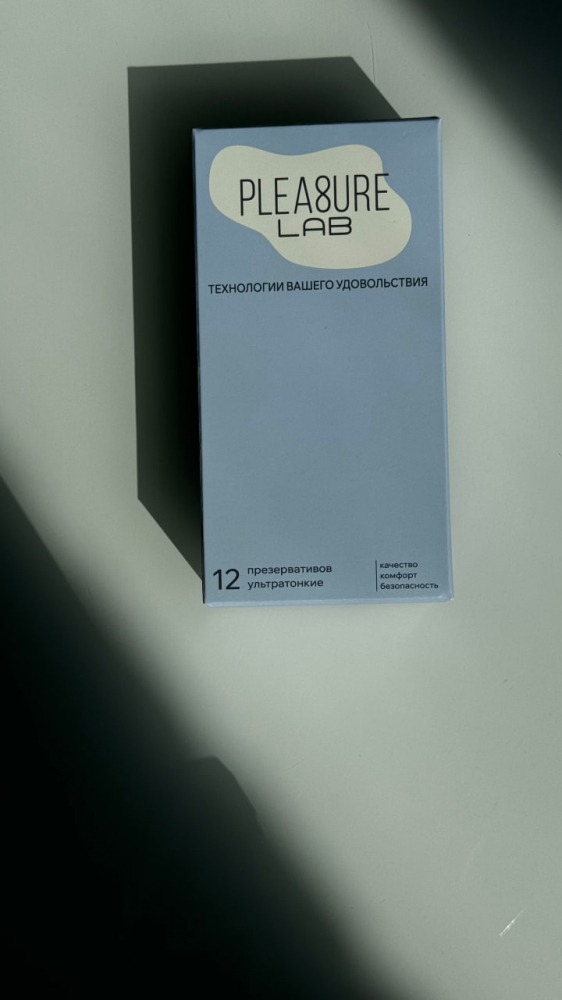 PLEA8URE
LAB
ТЕХНОЛОГИИ ВАШЕГО УДОВОЛЬСТВИЯ
12
презервативов
ультратонкие
качество
комфорт
безопасность